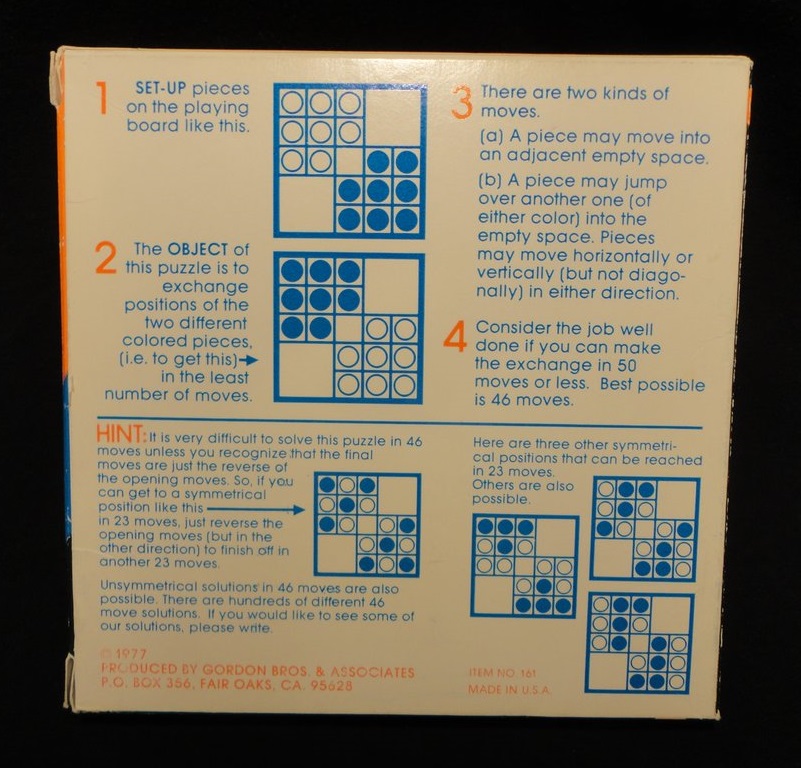 1 SET-UP pieces
on the playing
board like this.
2 The OBJECT of
this puzzle is to
exchange
positions of the
two different
colored pieces,
(i.e. to get this)→
in the least
number of moves.
3 There are two kinds of
moves.
(a) A piece may move into
an adjacent empty space.
(b) A piece may jump
over another one (of
either color) into the
empty space. Pieces
may move horizontally or
vertically (but not diago-
nally) in either direction.
4 Consider the job well
done if you can make
the exchange in 50
moves or less. Best possible
is 46 moves.
HINT: It is very difficult to solve this puzzle in 46
moves unless you recognize that the final
moves are just the reverse of
the opening moves. So, if you
can get to a symmetrical
position like this
in 23 moves, just reverse the
opening moves (but in the
other direction) to finish off in
another 23 moves.
Unsymmetrical solutions in 46 moves are also
possible. There are hundreds of different 46
move solutions. If you would like to see some of
our solutions, please write.
Here are three other symmetri-
cal positions that can be reached
in 23 moves.
Others are also
possible.
© 1977
PRODUCED BY GORDON BROS. & ASSOCIATES
P.O. BOX 356, FAIR OAKS, CA. 95628
ITEM NO. 161
MADE IN U.S.A.